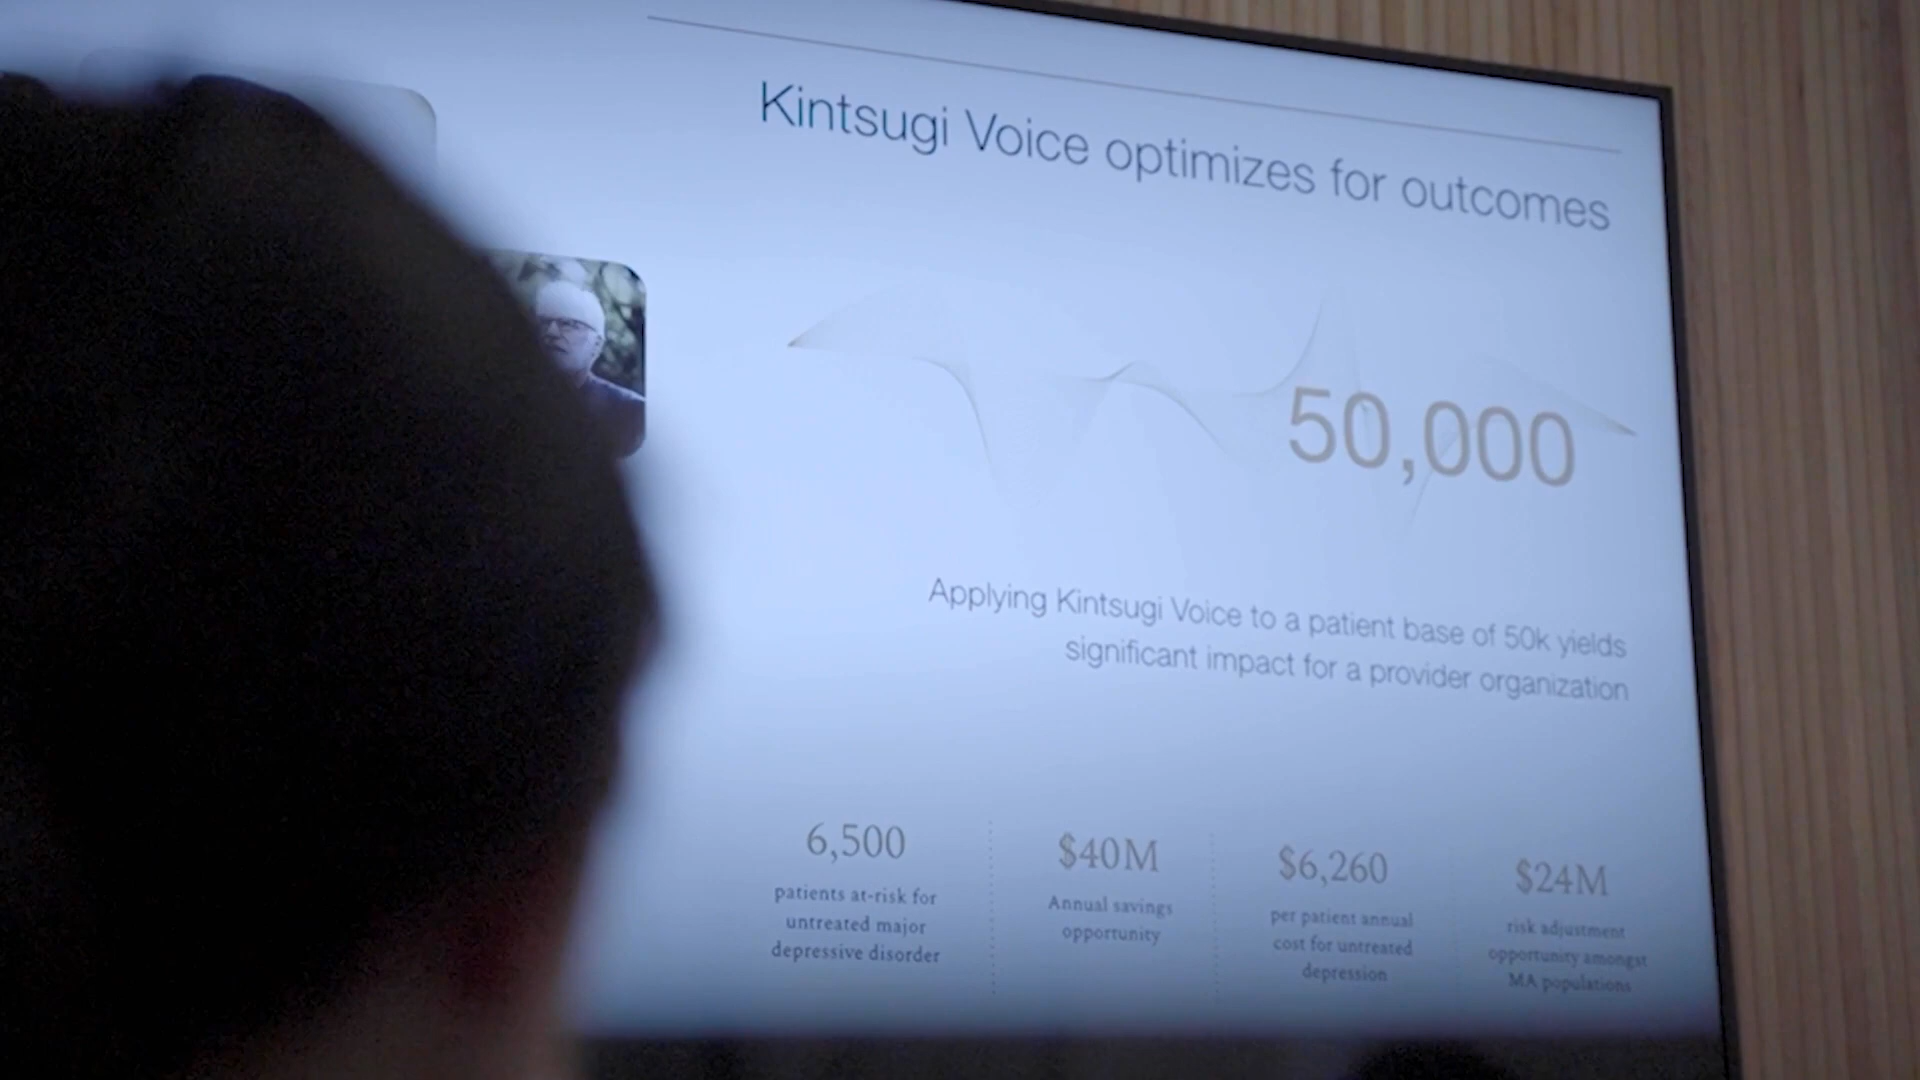 Kintsugi Voice optimizes for outcomes
50,000
Applying Kintsugi Voice to a patient base of 50k yields
significant impact for a provider organization
6,500
patients at-risk for
untreated major
depressive disorder
$40M
Annual savings
opportunity
$6,260
per patient annual
cost for untreated
depression
$24M
risk adjustment
opportunity amongst
MA populations